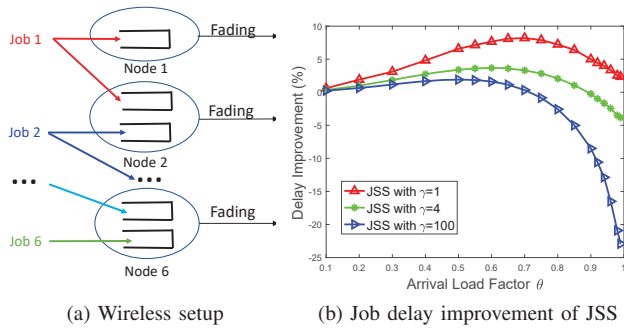 Job 1
Fading
Node 1
Job 2
Fading
Node 2
...
...
Fading
Job 6
Node 6
(a) Wireless setup
Delay Improvement (%)
10
5
0
-5
-10
-15
-20
-25
JSS with γ=1
JSS with γ=4
JSS with γ=100
0.1 0.2 0.3 0.4 0.5 0.6 0.7 0.8 0.9 1
Arrival Load Factor θ
(b) Job delay improvement of JSS